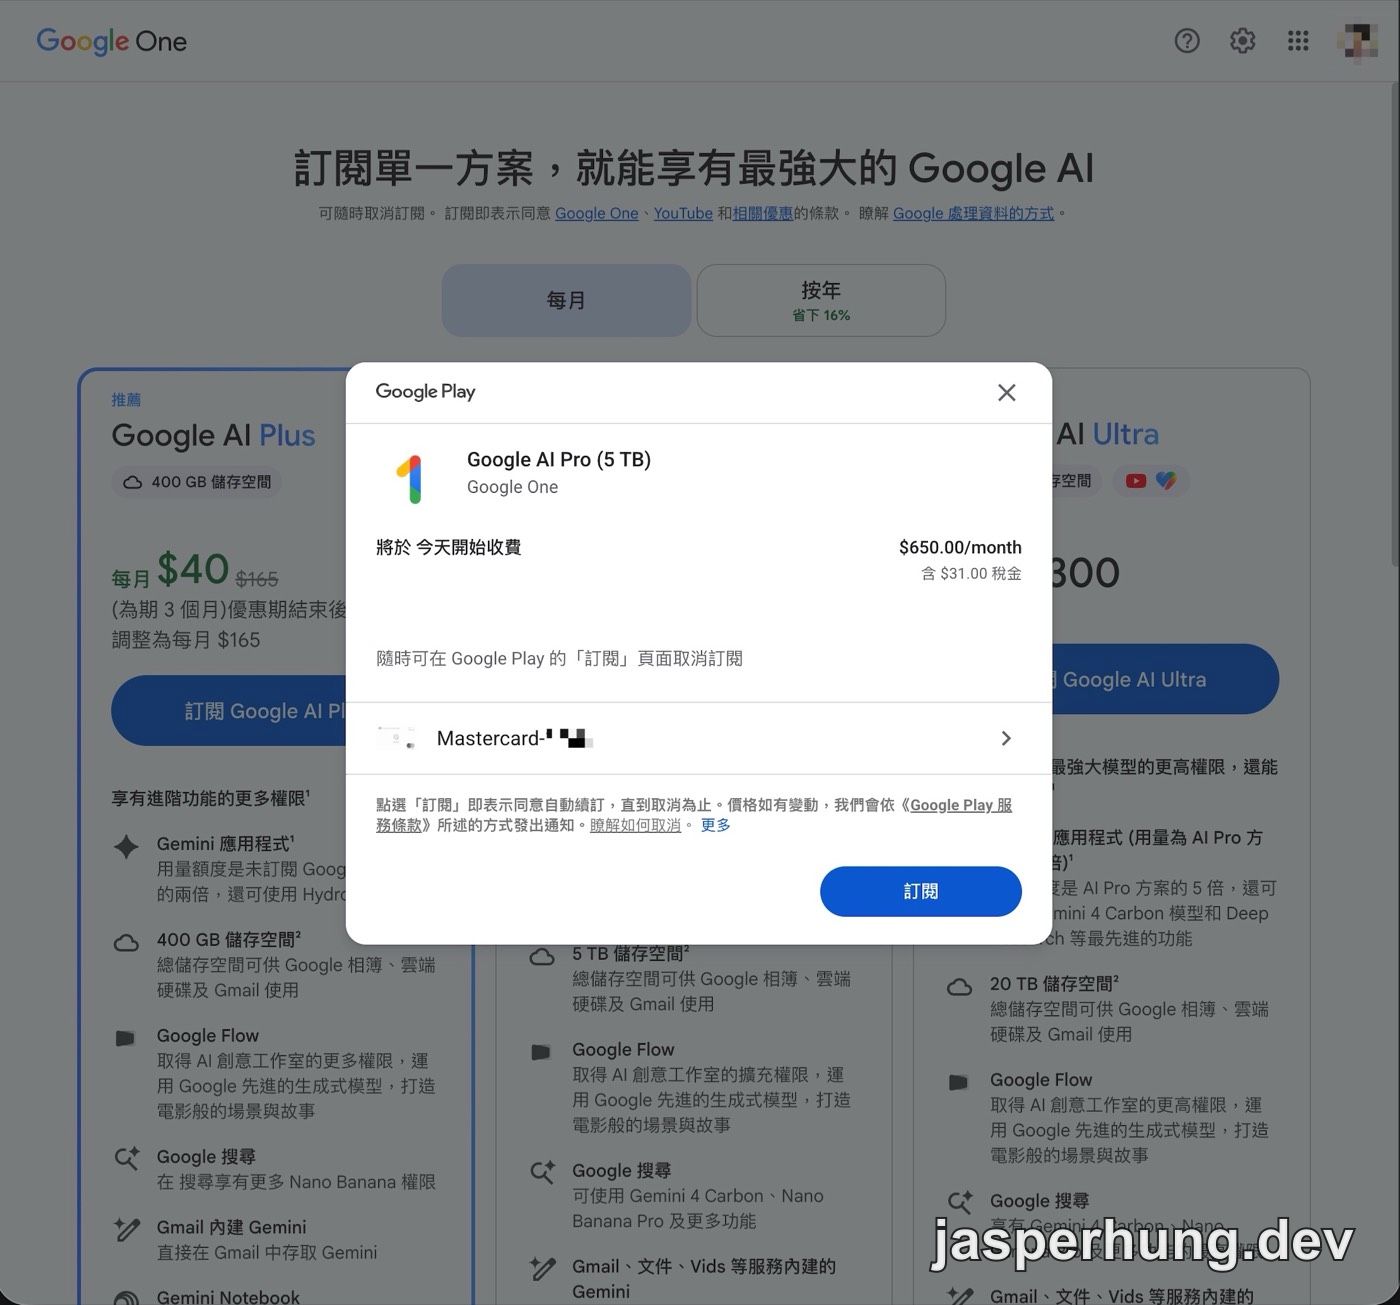 Google One
訂閱單一方案，就能享有最強大的 Google AI
可隨時取消訂閱。 訂閱即表示同意 Google One、YouTube 和相關優惠的條款。 瞭解 Google 處理資料的方式。
每月
按年
省下 16%
推薦
Google AI Plus
400 GB 儲存空間
每月 $40 $165
(為期 3 個月)優惠期結束後
調整為每月 $165
訂閱 Google AI Pl
享有進階功能的更多權限¹
Gemini 應用程式¹
用量額度是未訂閱 Goog
的兩倍，還可使用 Hydro
400 GB 儲存空間²
總儲存空間可供 Google 相簿、雲端
硬碟及 Gmail 使用
Google Flow
取得 AI 創意工作室的更多權限，運
用 Google 先進的生成式模型，打造
電影般的場景與故事
Google 搜尋
在 搜尋享有更多 Nano Banana 權限
Gmail 內建 Gemini
直接在 Gmail 中存取 Gemini
Gemini Notebook
Google Play
Google AI Pro (5 TB)
Google One
將於 今天開始收費
$650.00/month
含 $31.00 稅金
隨時可在 Google Play 的「訂閱」頁面取消訂閱
Mastercard-
點選「訂閱」即表示同意自動續訂，直到取消為止。價格如有變動，我們會依《Google Play 服
務條款》所述的方式發出通知。瞭解如何取消。 更多
訂閱
5 TB 儲存空間²
總儲存空間可供 Google 相簿、雲端
硬碟及 Gmail 使用
Google Flow
取得 AI 創意工作室的擴充權限，運
用 Google 先進的生成式模型，打造
電影般的場景與故事
Google 搜尋
可使用 Gemini 4 Carbon、Nano
Banana Pro 及更多功能
Gmail、文件、Vids 等服務內建的
Gemini
AI Ultra
存空間
300
Google AI Ultra
最強大模型的更高權限，還能
應用程式 (用量為 AI Pro 方
倍)¹
度是 AI Pro 方案的 5 倍，還可
mini 4 Carbon 模型和 Deep
ch 等最先進的功能
20 TB 儲存空間²
總儲存空間可供 Google 相簿、雲端
硬碟及 Gmail 使用
Google Flow
取得 AI 創意工作室的更高權限，運
用 Google 先進的生成式模型，打造
電影般的場景與故事
Google 搜尋
享有 Gemini 4 Carbon、Nano
Gmail、文件、Vids 等服務內建的
jasperhung.dev